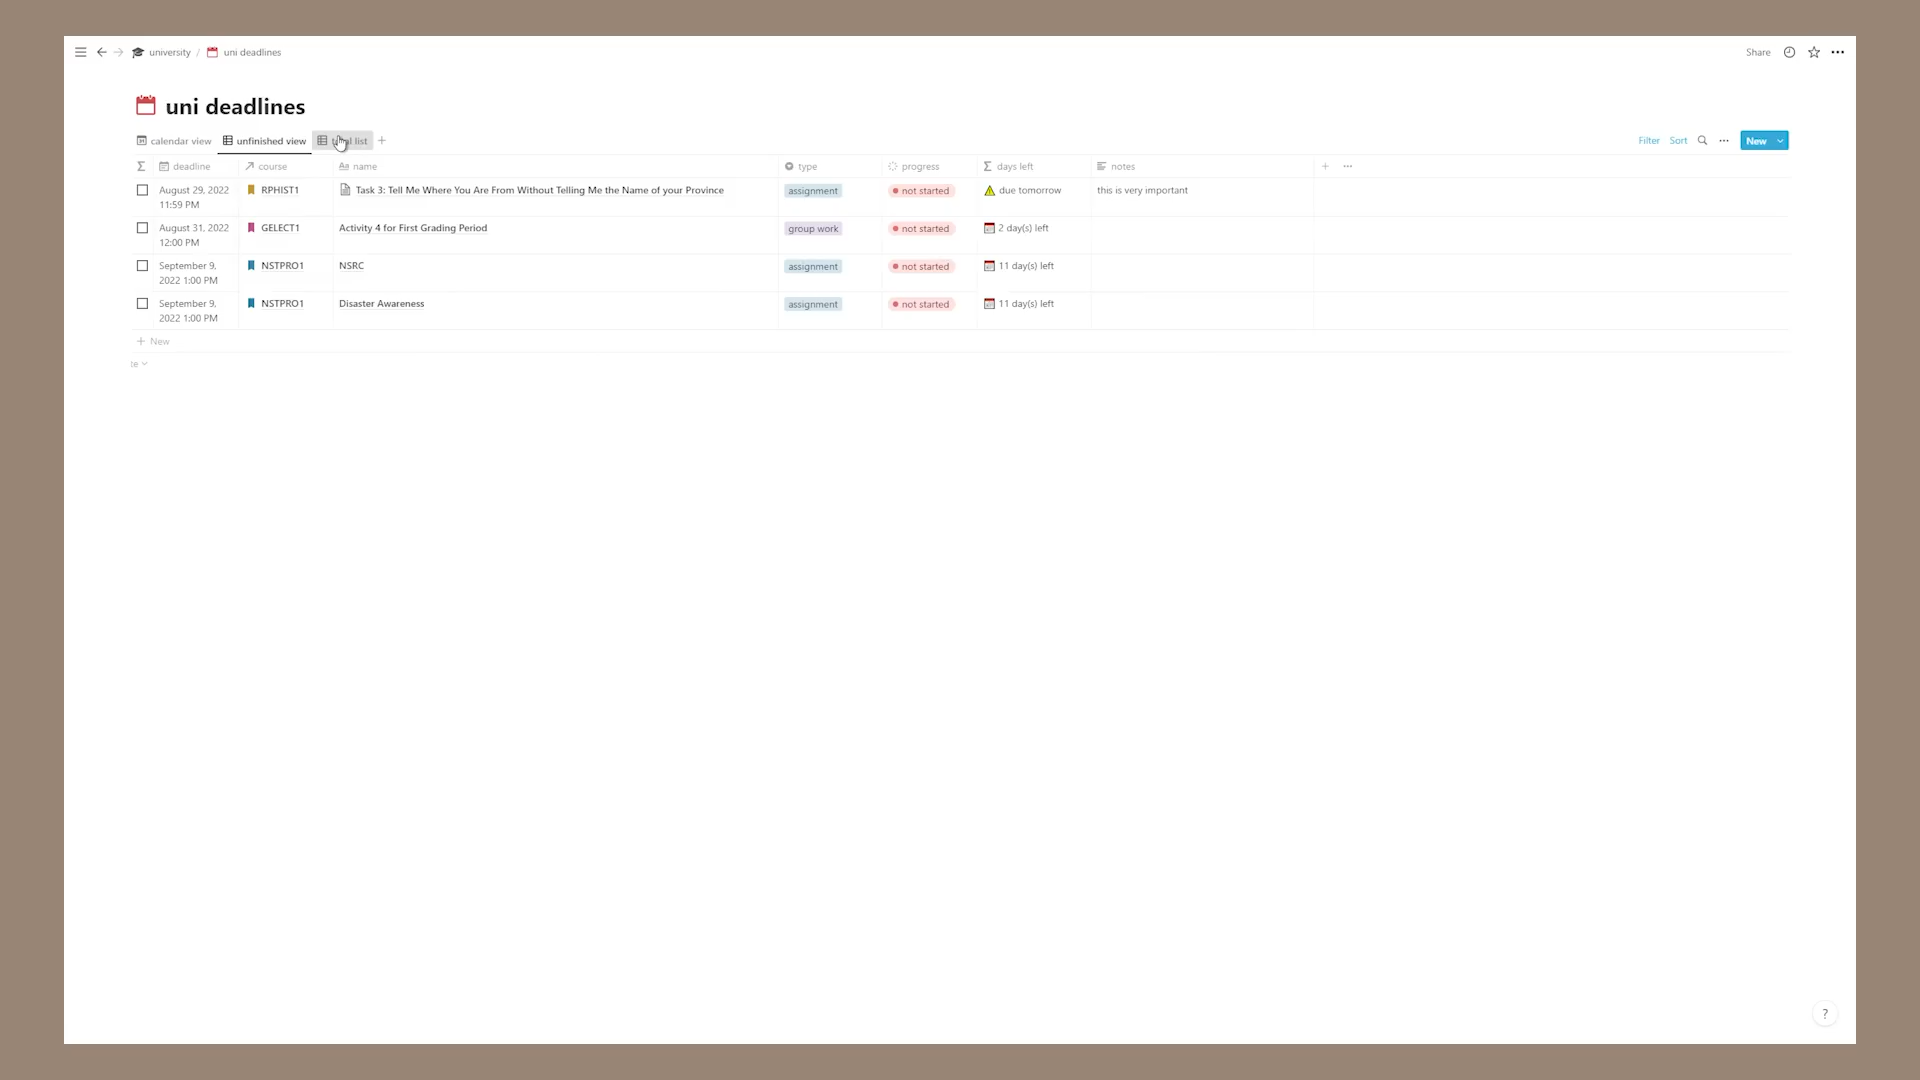 university / uni deadlines
Share
uni deadlines
calendar view unfinished view list +
Filter Sort New
Σ deadline course Aa name type progress Σ days left notes +
August 29, 2022 11:59 PM RPHIST1 Task 3: Tell Me Where You Are From Without Telling Me the Name of your Province assignment not started due tomorrow this is very important
August 31, 2022 12:00 PM GELECT1 Activity 4 for First Grading Period group work not started 2 day(s) left
September 9, 2022 1:00 PM NSTPRO1 NSRC assignment not started 11 day(s) left
September 9, 2022 1:00 PM NSTPRO1 Disaster Awareness assignment not started 11 day(s) left
+ New
?